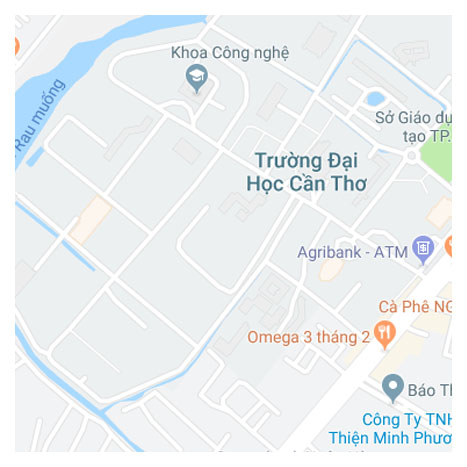 Khoa Công nghệ
Rau muống
Sở Giáo dụ
tạo TP.
Trường Đại
Học Cần Thơ
Agribank - ATM
Cà Phê NG
Omega 3 tháng 2
Báo Th
Công Ty TNH
Thiện Minh Phươ